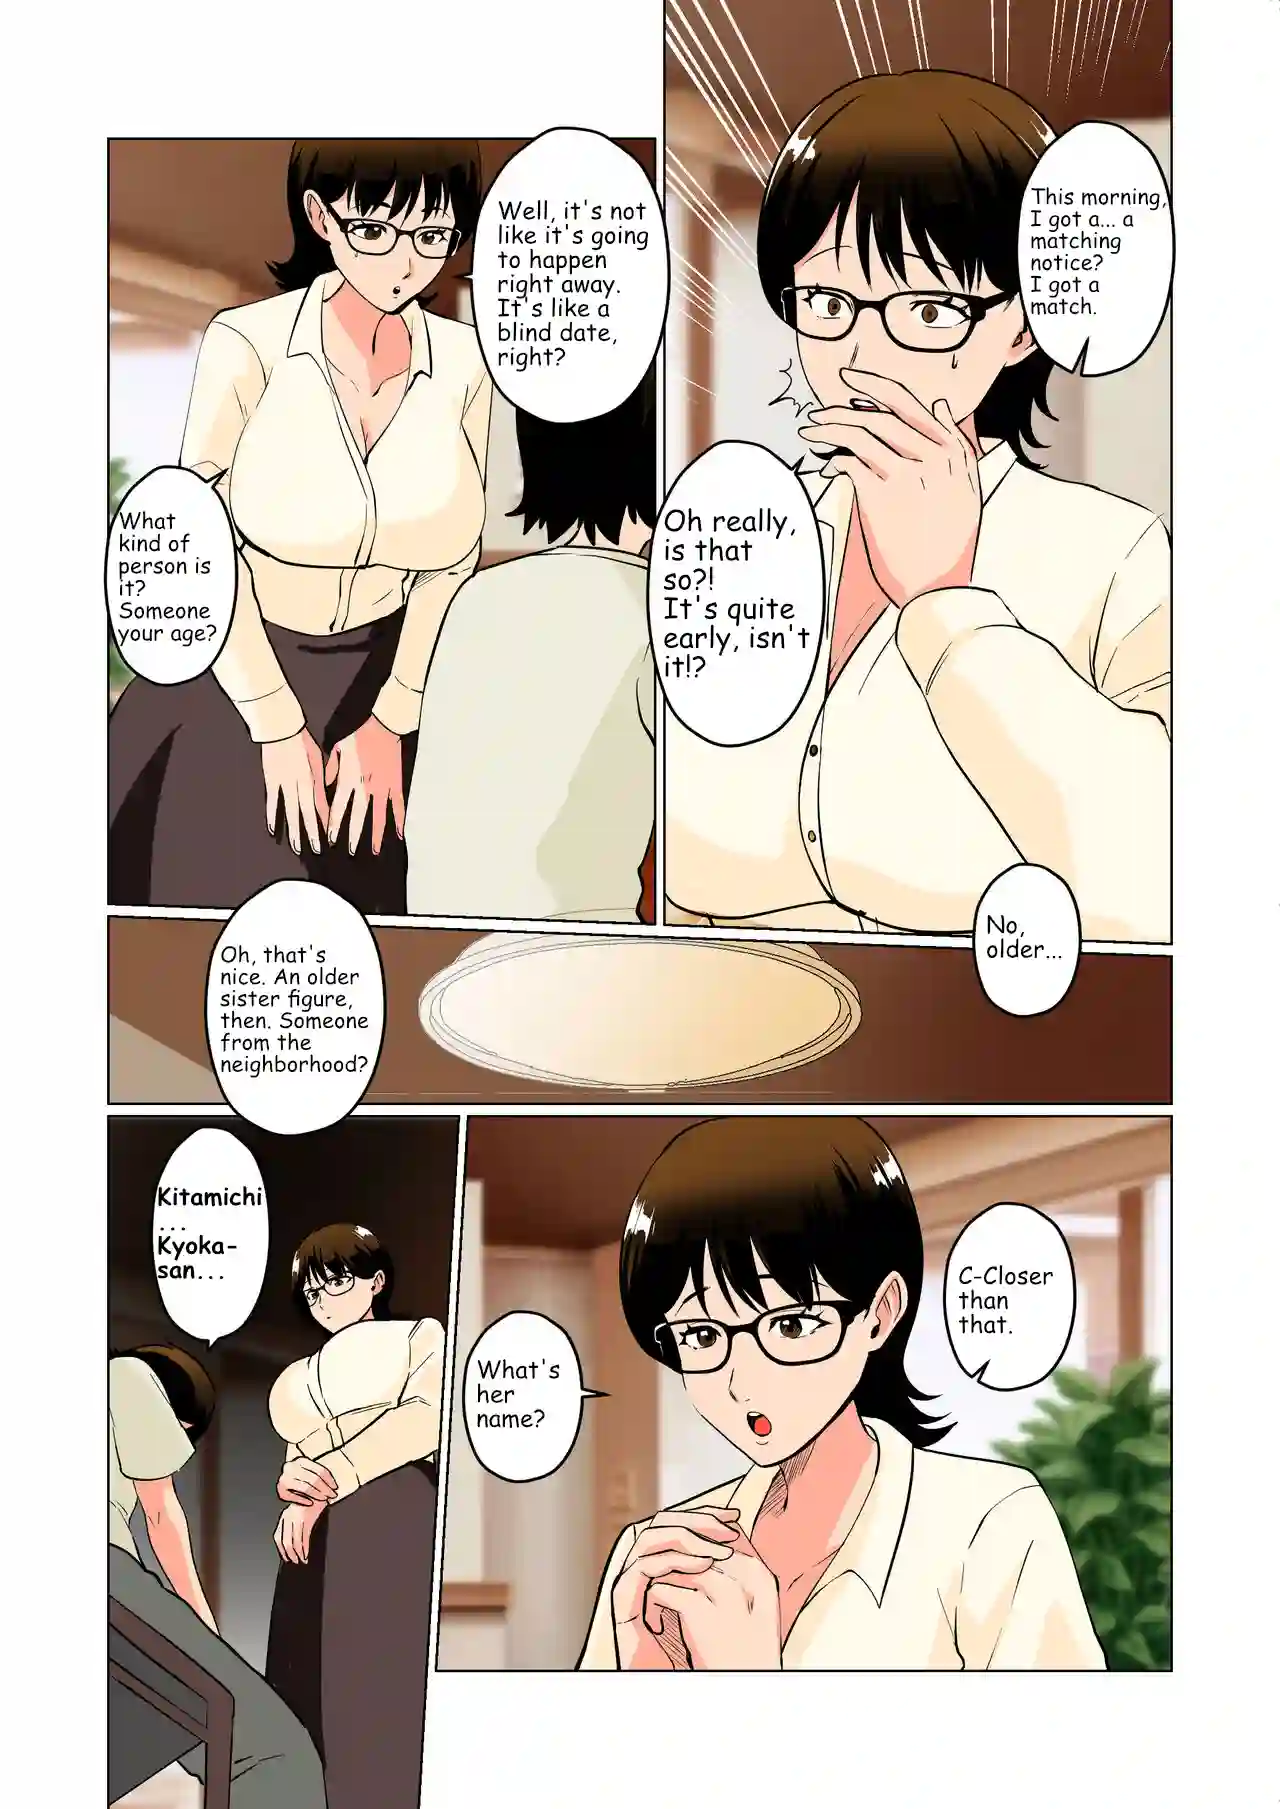 This morning,
I got a... a
matching
notice?
I got a
match.
Oh really,
is that
so?!
It's quite
early, isn't
it!?
Well, it's not
like it's going
to happen
right away.
It's like a
blind date,
right?
What
kind of
person is
it?
Someone
your age?
No,
older...
Oh, that's
nice. An older
sister figure,
then. Someone
from the
neighborhood?
C-Closer
than
that.
What's
her
name?
Kitamichi
...
Kyoka-
san...